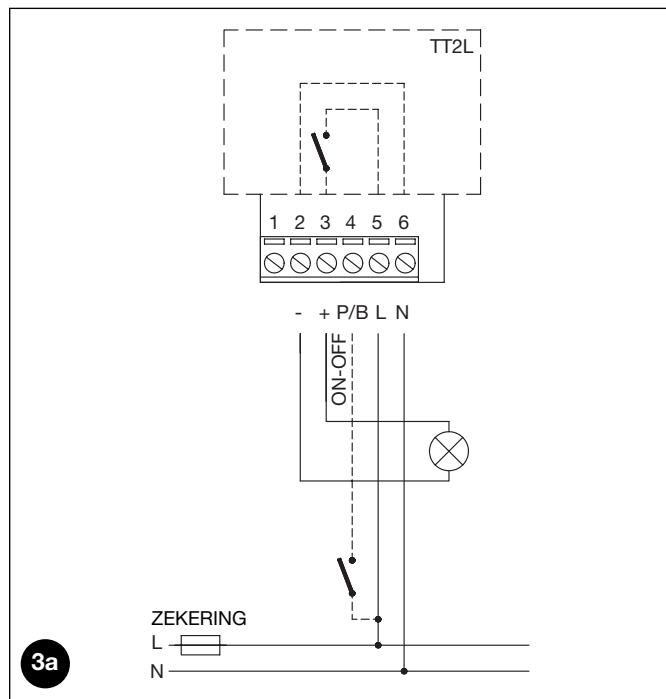 TT2L
1 2 3 4 5 6
- + P/B L N
ON-OFF
ZEKERING
L
N
3a